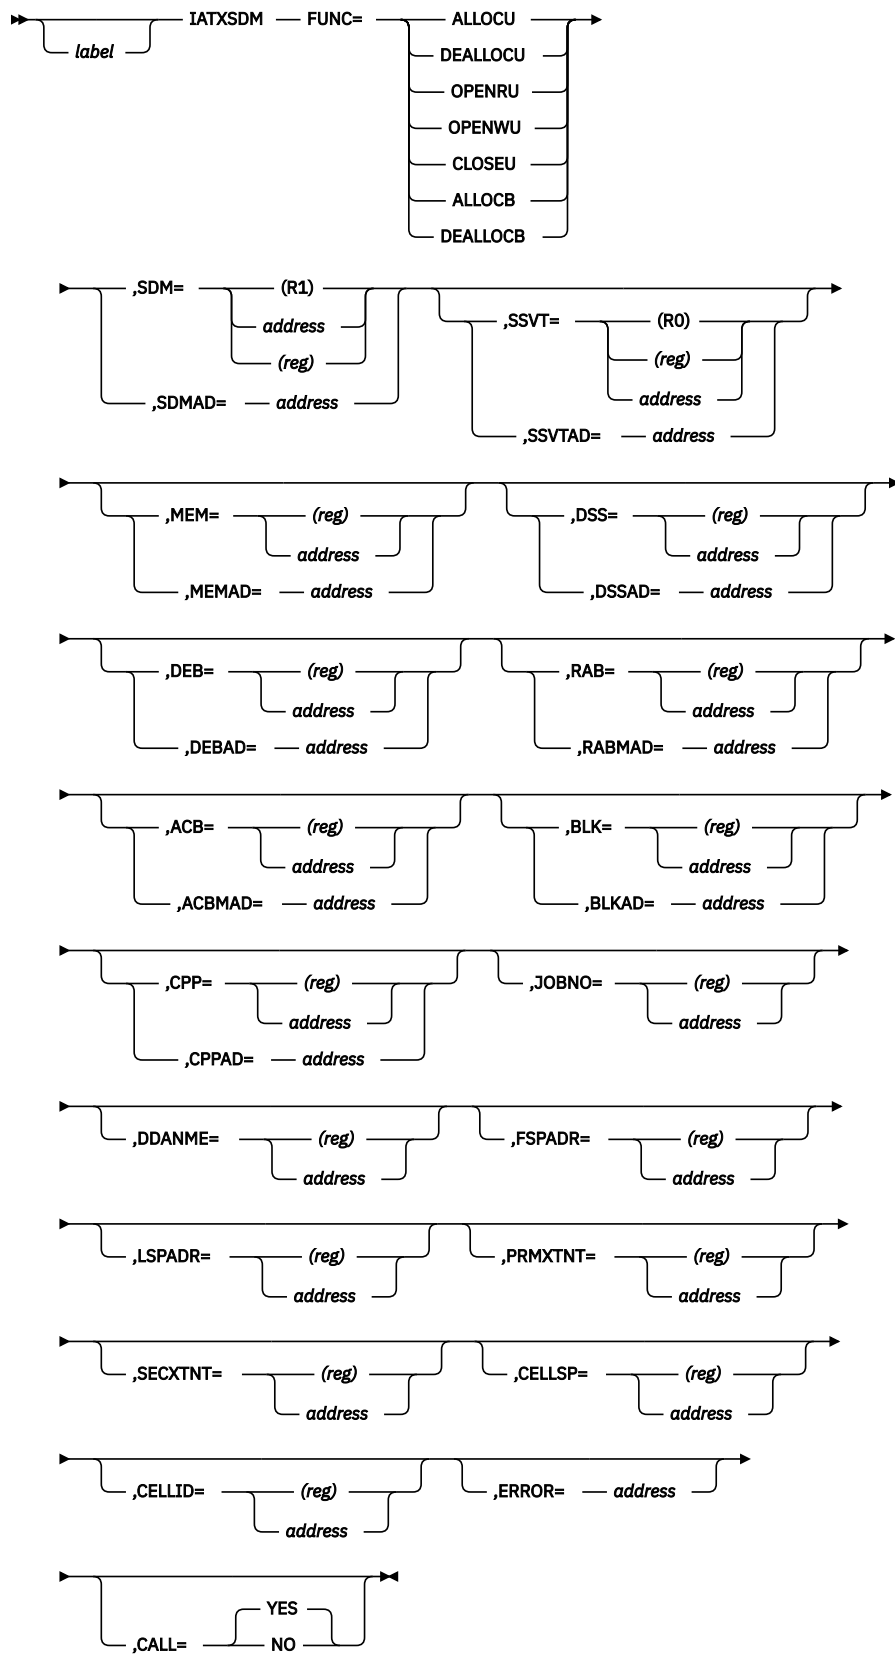 IATXSDM FUNC= ALLOCU
label
DEALLOCU
OPENRU
OPENWU
CLOSEU
ALLOCB
DEALLOCB
,SDM= (R1)
address
(reg)
,SDMAD= address
,SSVT= (R0)
(reg)
address
,SSVTAD= address
,MEM= (reg)
address
,MEMAD= address
,DSS= (reg)
address
,DSSAD= address
,DEB= (reg)
address
,DEBAD= address
,RAB= (reg)
address
,RABMAD= address
,ACB= (reg)
address
,ACBMAD= address
,BLK= (reg)
address
,BLKAD= address
,CPP= (reg)
address
,CPPAD= address
,JOBNO= (reg)
address
,DDANME= (reg)
address
,FSPADR= (reg)
address
,LSPADR= (reg)
address
,PRMXTNT= (reg)
address
,SECXTNT= (reg)
address
,CELLSP= (reg)
address
,CELLID= (reg)
address
,ERROR= address
YES
,CALL= NO